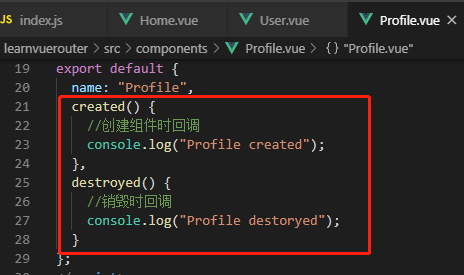 JS index.js Home.vue User.vue Profile.vue
learnvuerouter > src > components > Profile.vue > {} "Profile.vue"
19 export default {
20 name: "Profile",
21 created() {
22 //创建组件时回调
23 console.log("Profile created");
24 },
25 destroyed() {
26 //销毁时回调
27 console.log("Profile destoryed");
28 }
29 };